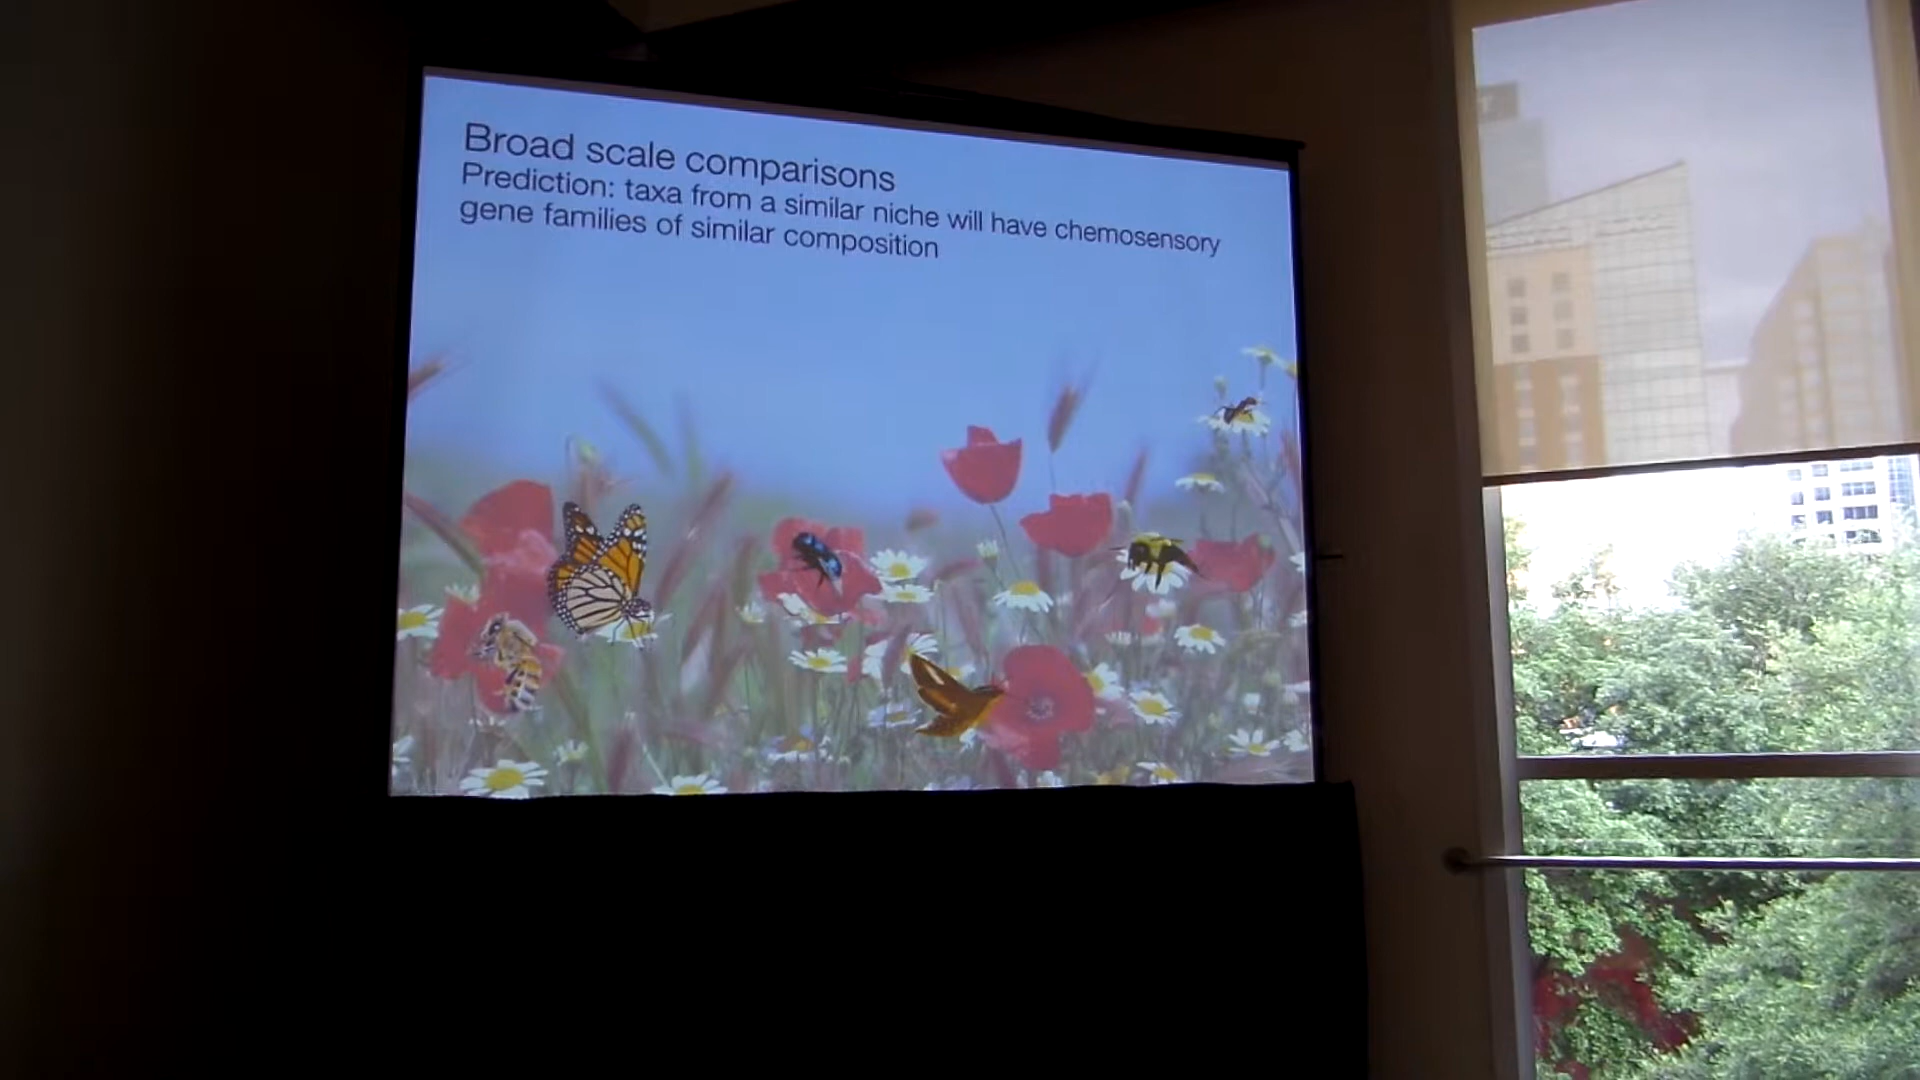 Broad scale comparisons
Prediction: taxa from a similar niche will have chemosensory
gene families of similar composition